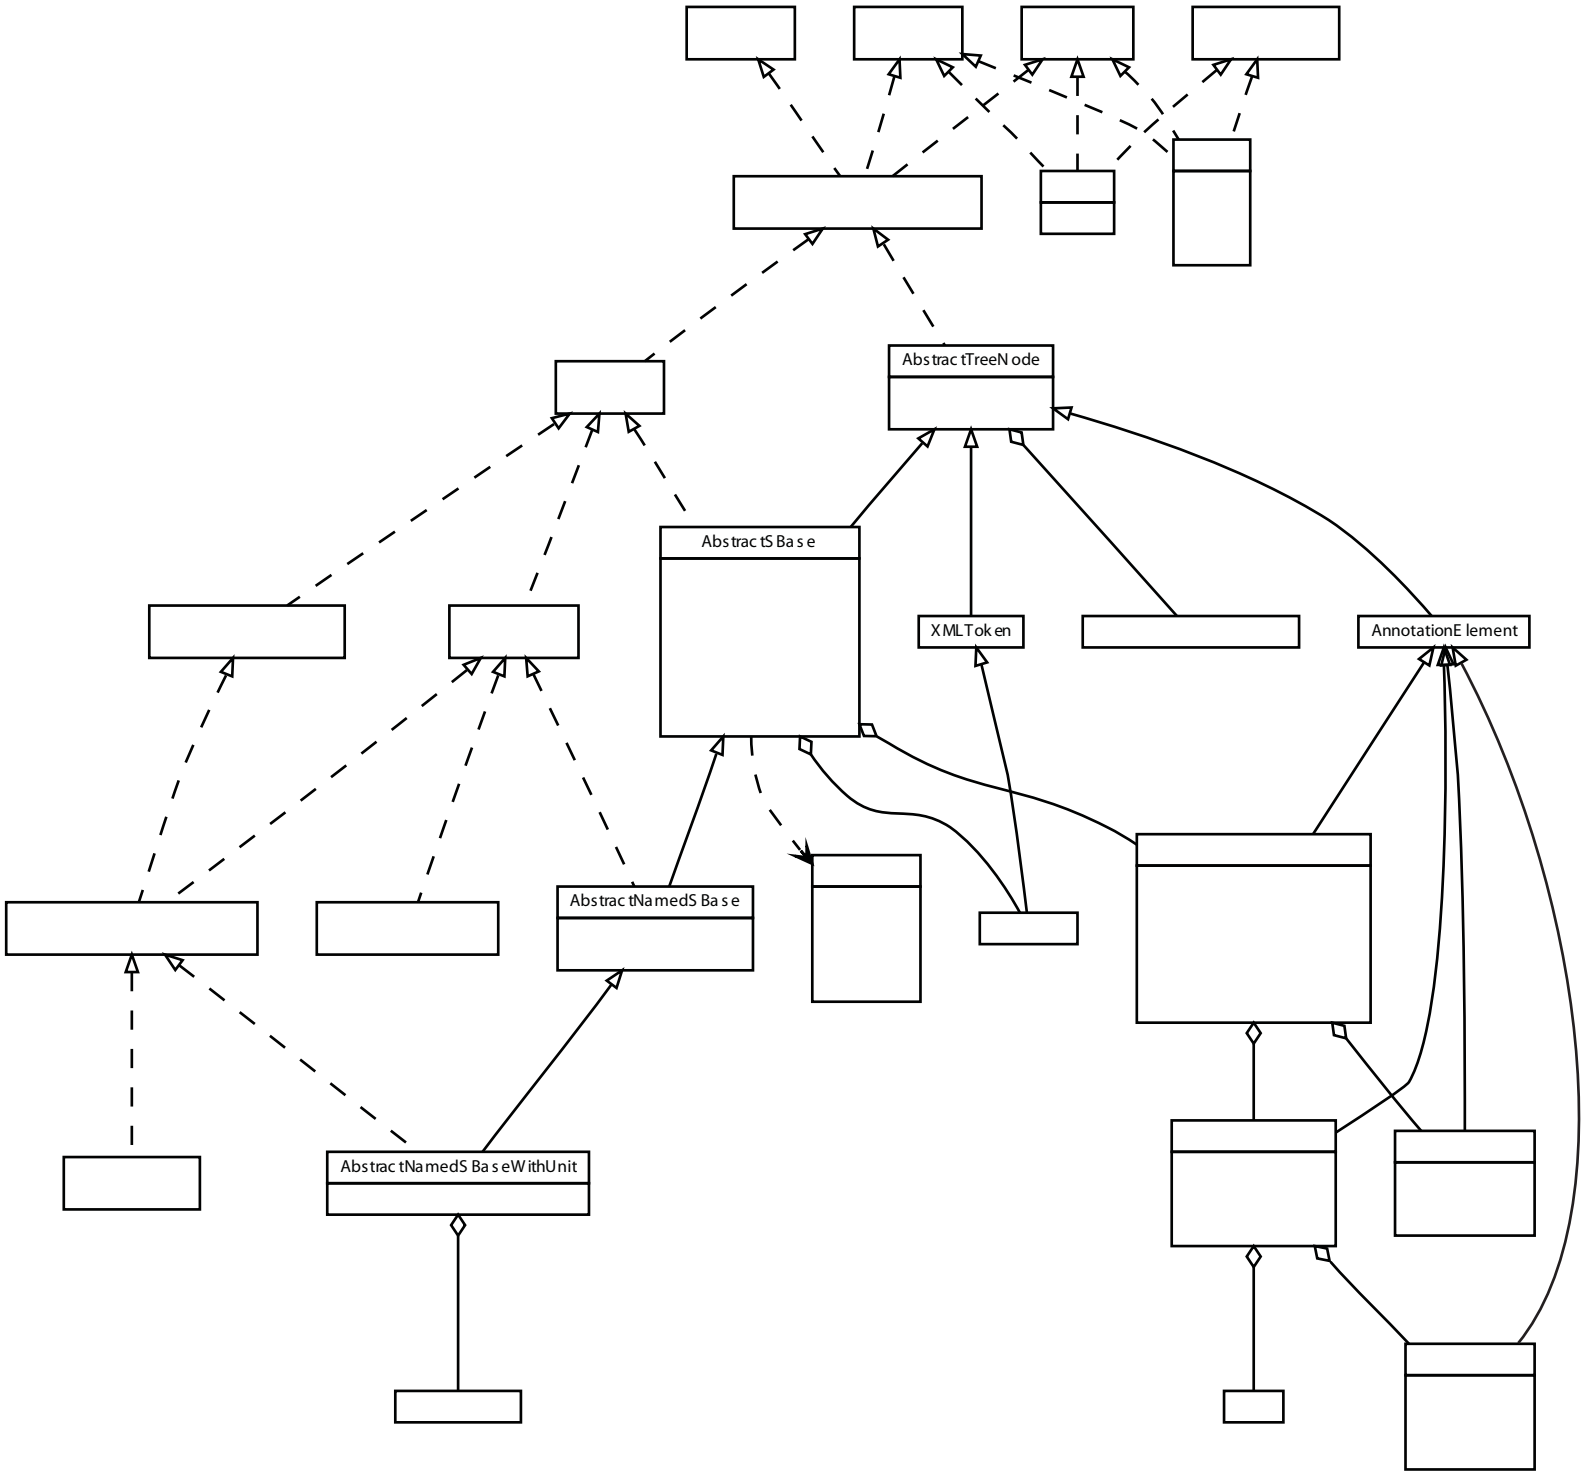 AbstractTreeNode
AbstractSBase
XMLToken
AnnotationElement
AbstractNamedSBase
AbstractNamedSBaseWithUnit